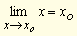 lim x = x₀
x→x₀